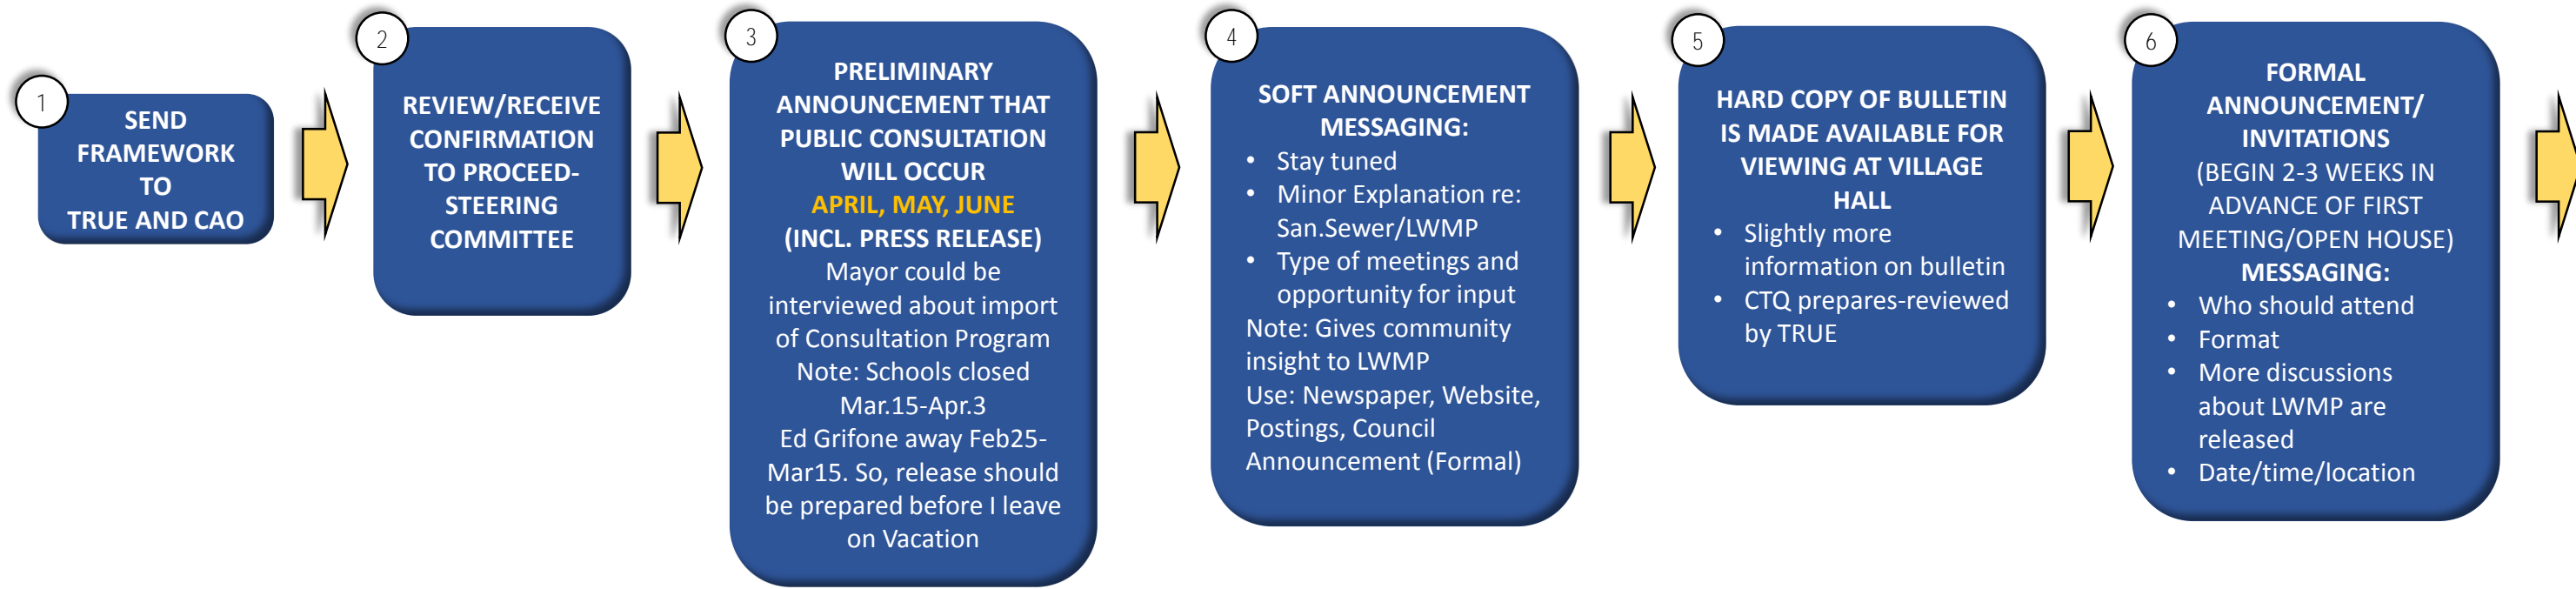 1
SEND
FRAMEWORK
TO
TRUE AND CAO
2
REVIEW/RECEIVE
CONFIRMATION
TO PROCEED-
STEERING
COMMITTEE
3
PRELIMINARY
ANNOUNCEMENT THAT
PUBLIC CONSULTATION
WILL OCCUR
APRIL, MAY, JUNE
(INCL. PRESS RELEASE)
Mayor could be
interviewed about import
of Consultation Program
Note: Schools closed
Mar.15-Apr.3
Ed Grifone away Feb25-
Mar15. So, release should
be prepared before I leave
on Vacation
4
SOFT ANNOUNCEMENT
MESSAGING:
• Stay tuned
• Minor Explanation re:
San.Sewer/LWMP
• Type of meetings and
opportunity for input
Note: Gives community
insight to LWMP
Use: Newspaper, Website,
Postings, Council
Announcement (Formal)
5
HARD COPY OF BULLETIN
IS MADE AVAILABLE FOR
VIEWING AT VILLAGE
HALL
• Slightly more
information on bulletin
• CTQ prepares-reviewed
by TRUE
6
FORMAL
ANNOUNCEMENT/
INVITATIONS
(BEGIN 2-3 WEEKS IN
ADVANCE OF FIRST
MEETING/OPEN HOUSE)
MESSAGING:
• Who should attend
• Format
• More discussions
about LWMP are
released
• Date/time/location